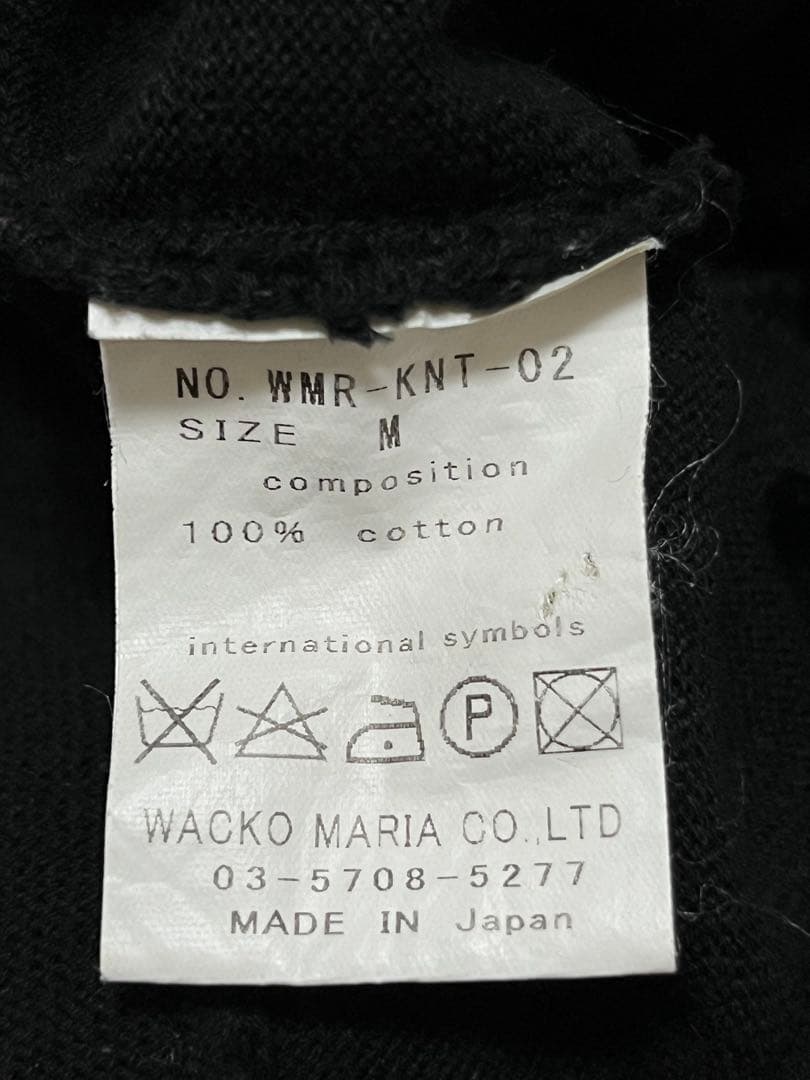 NO. WMR-KNT-02
SIZE M
composition
100% cotton
international symbols
P
WACKO MARIA CO.,LTD
03-5708-5277
MADE IN Japan